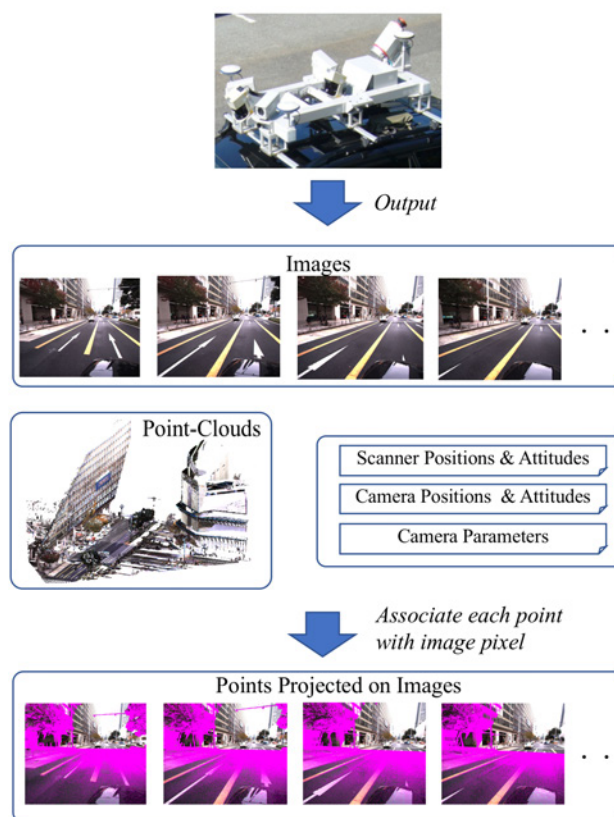 Output
Images
. .
Point-Clouds
Scanner Positions & Attitudes
Camera Positions & Attitudes
Camera Parameters
Associate each point
with image pixel
Points Projected on Images
. .